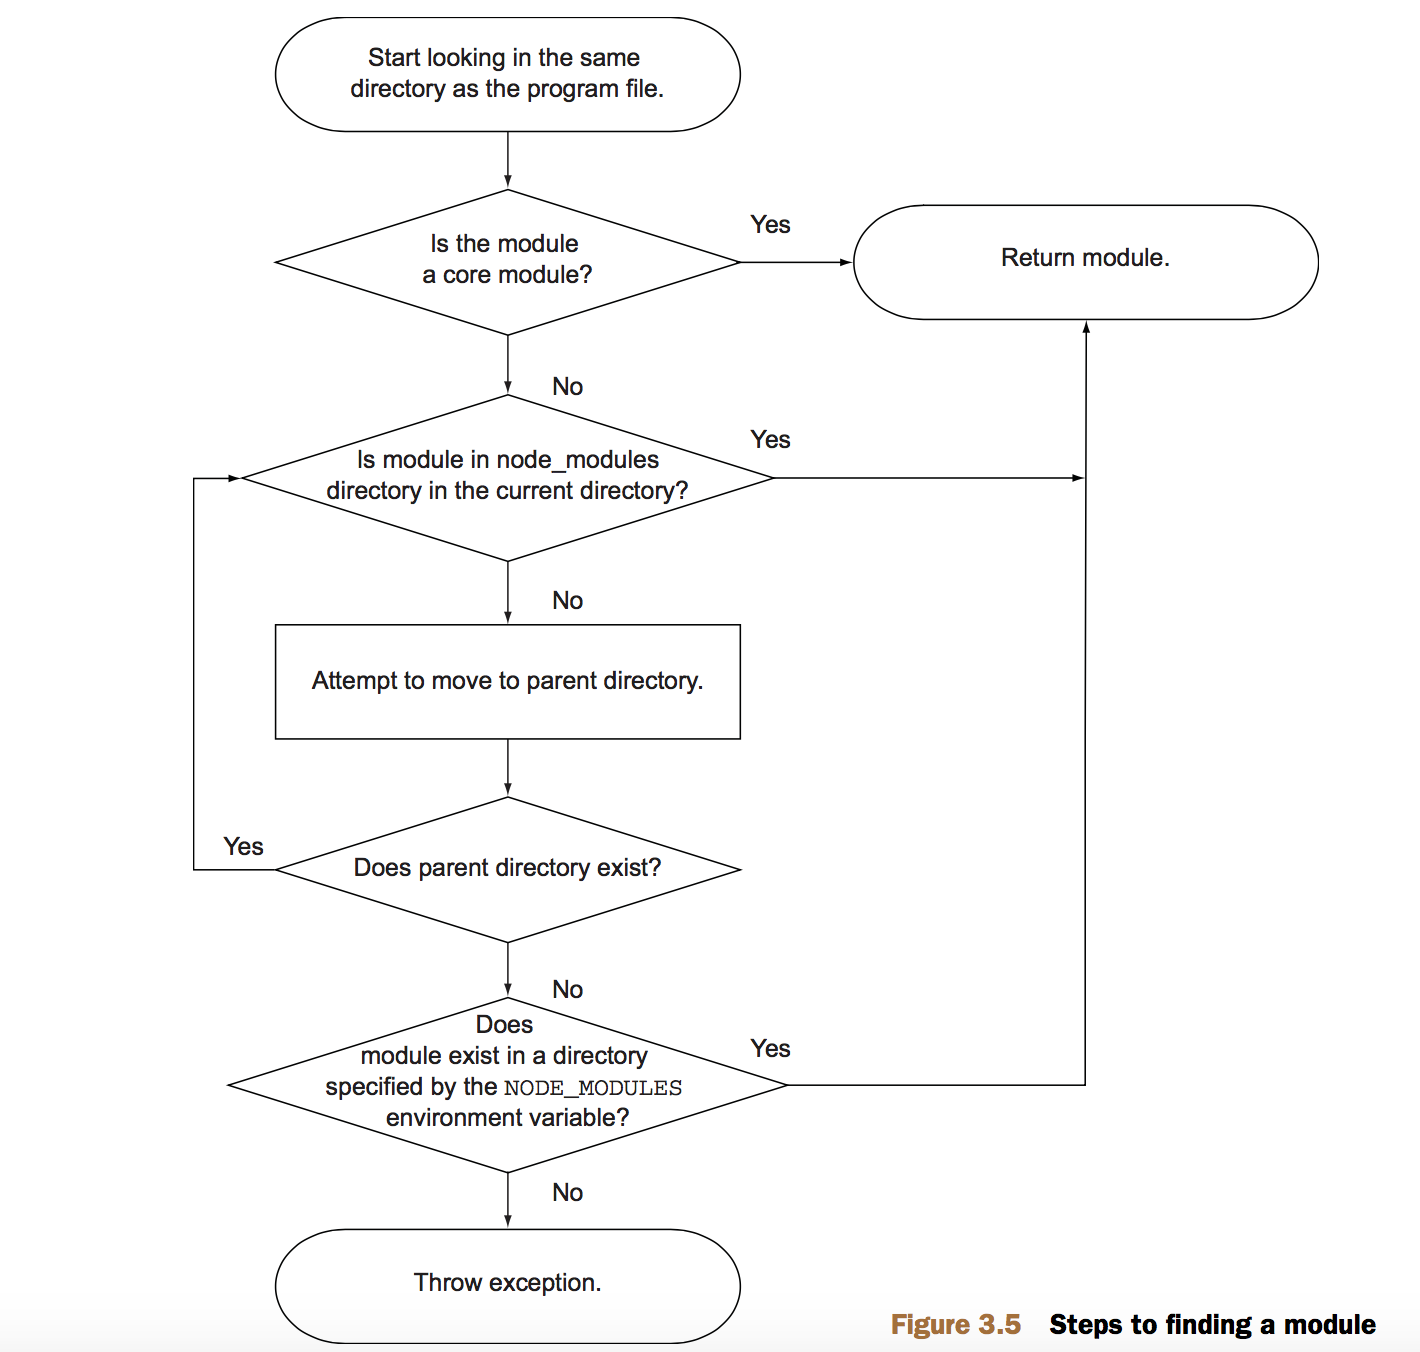 Start looking in the same
directory as the program file.
Is the module
a core module?
Yes
Return module.
No
Is module in node_modules
directory in the current directory?
Yes
No
Attempt to move to parent directory.
Does parent directory exist?
Yes
No
Does
module exist in a directory
specified by the NODE_MODULES
environment variable?
Yes
No
Throw exception.
Figure 3.5 Steps to finding a module